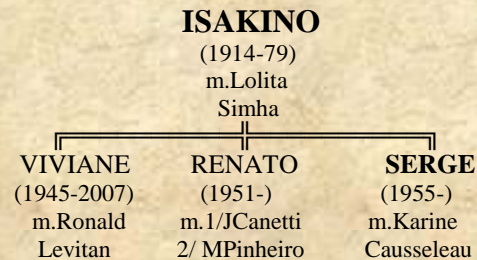 ISAKINO
(1914-79)
m.Lolita
Simha
VIVIANE RENATO SERGE
(1945-2007) (1951-) (1955-)
m.Ronald m.1/JCanetti m.Karine
Levitan 2/ MPinheiro Causseleau